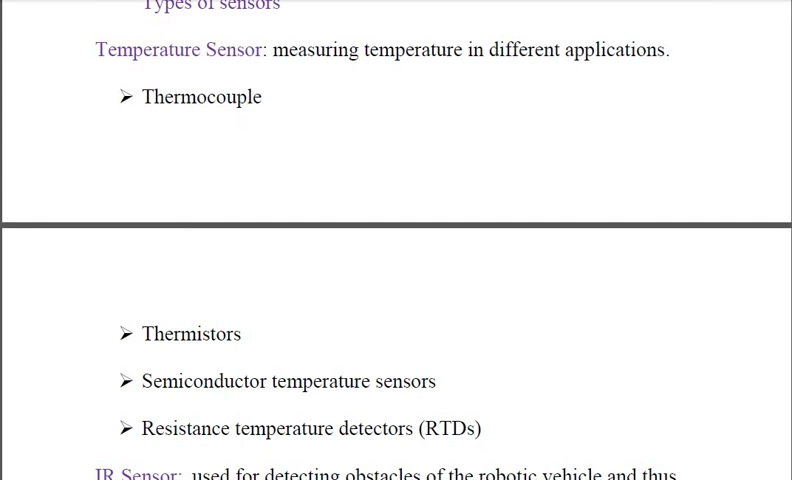 Types of sensors
Temperature Sensor: measuring temperature in different applications.
➢ Thermocouple
➢ Thermistors
➢ Semiconductor temperature sensors
➢ Resistance temperature detectors (RTDs)
IR Sensor: used for detecting obstacles of the robotic vehicle and thus